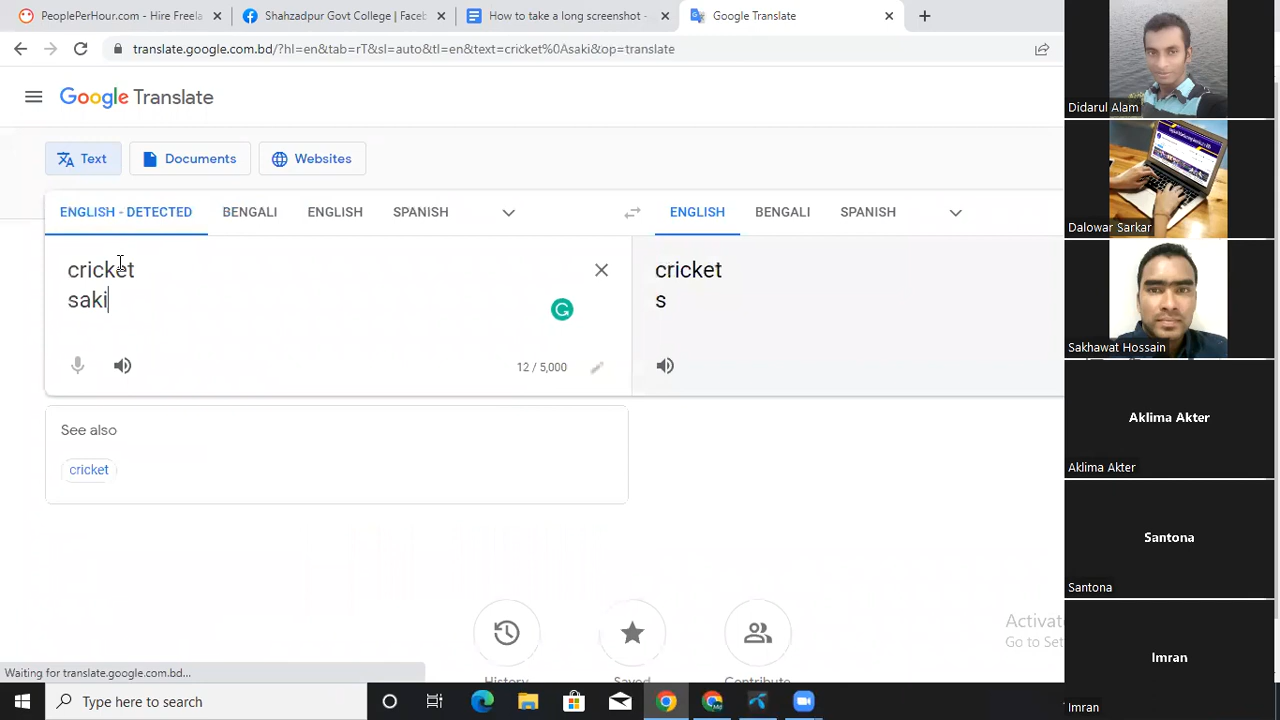 PeoplePerHour.com - Hire Freela
Shahzadpur Govt College | Faceb
How to take a long screenshot -
Google Translate
translate.google.com.bd/?hl=en&tab=rT&sl=auto&tl=en&text=cricket%0Asaki&op=translate
Google Translate
Text
Documents
Websites
ENGLISH - DETECTED
BENGALI
ENGLISH
SPANISH
ENGLISH
BENGALI
SPANISH
cricket
saki
12 / 5,000
cricket
s
See also
cricket
History
Saved
Contribute
Activat
Go to Set
Waiting for translate.google.com.bd...
Type here to search
Didarul Alam
Dalowar Sarkar
Sakhawat Hossain
Aklima Akter
Aklima Akter
Santona
Santona
Imran
Imran